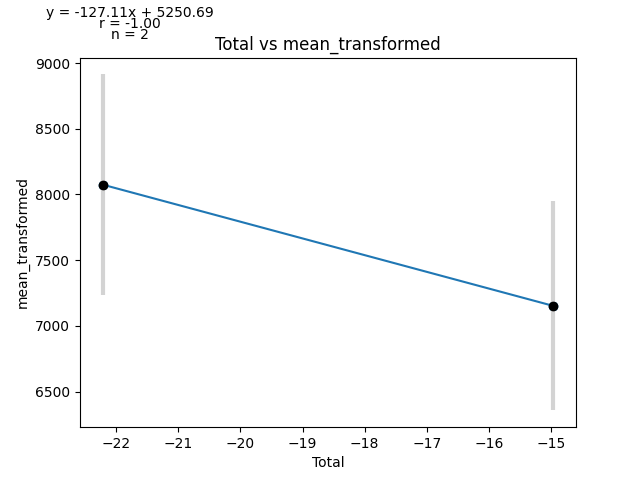 y = -127.11x + 5250.69
r = -1.00
n = 2
Total vs mean_transformed
9000
8500
8000
7500
7000
6500
mean_transformed
−22 −21 −20 −19 −18 −17 −16 −15
Total